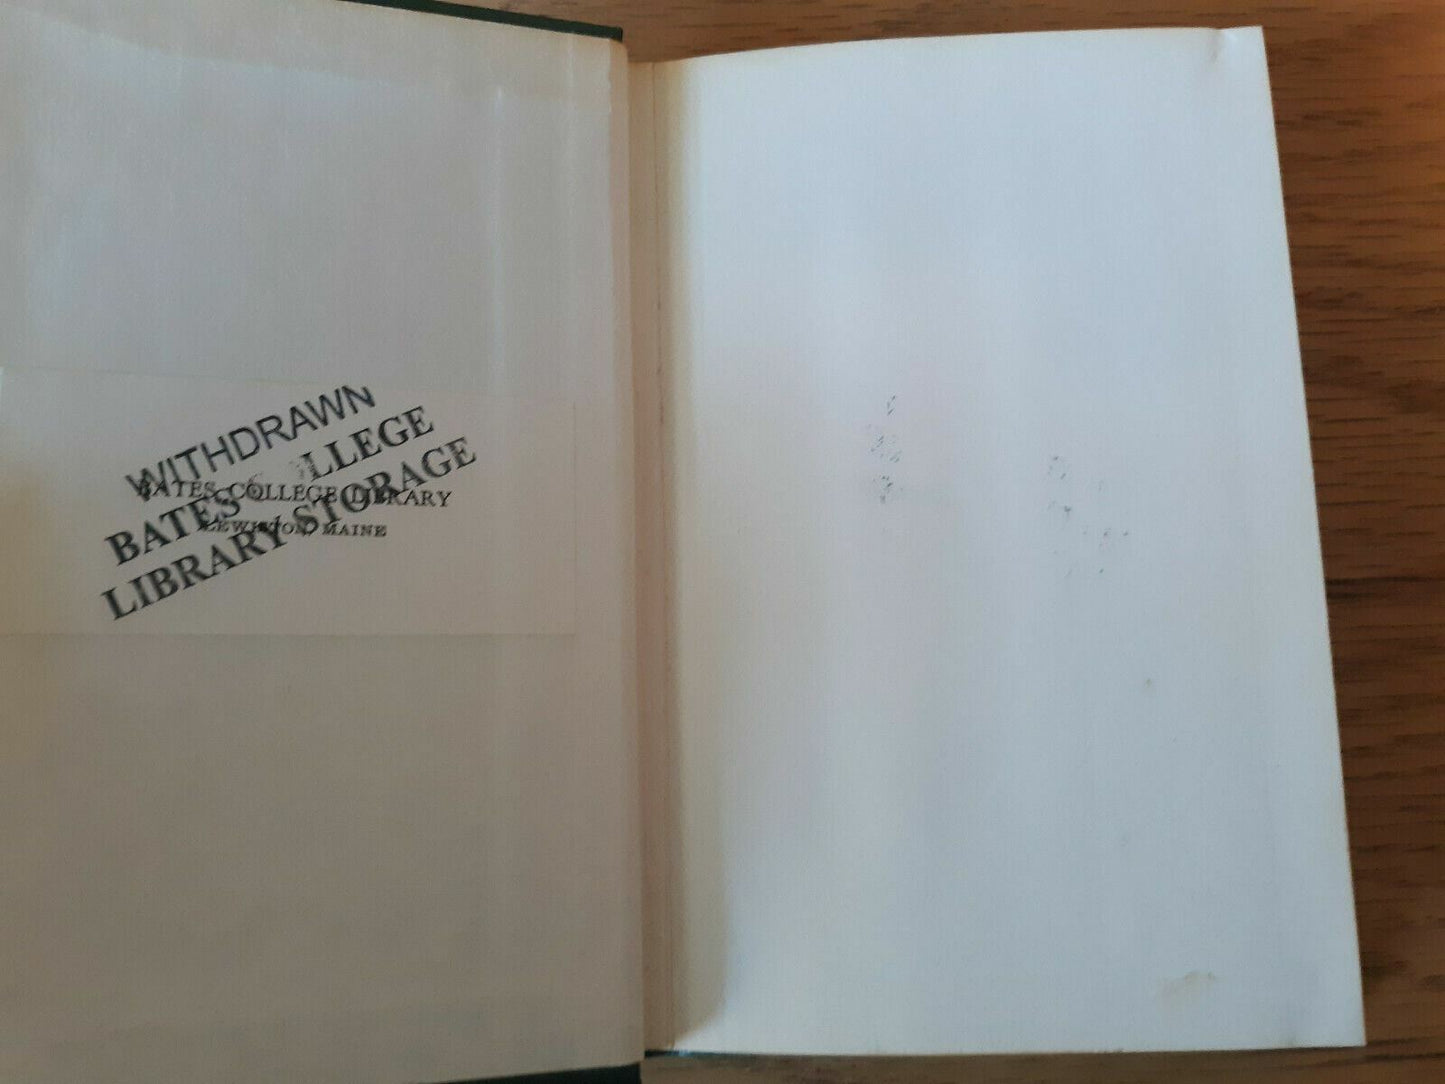 WITHDRAWN
BATES COLLEGE
LIBRARY STORAGE
BATES COLLEGE LIBRARY
LEWISTON, MAINE